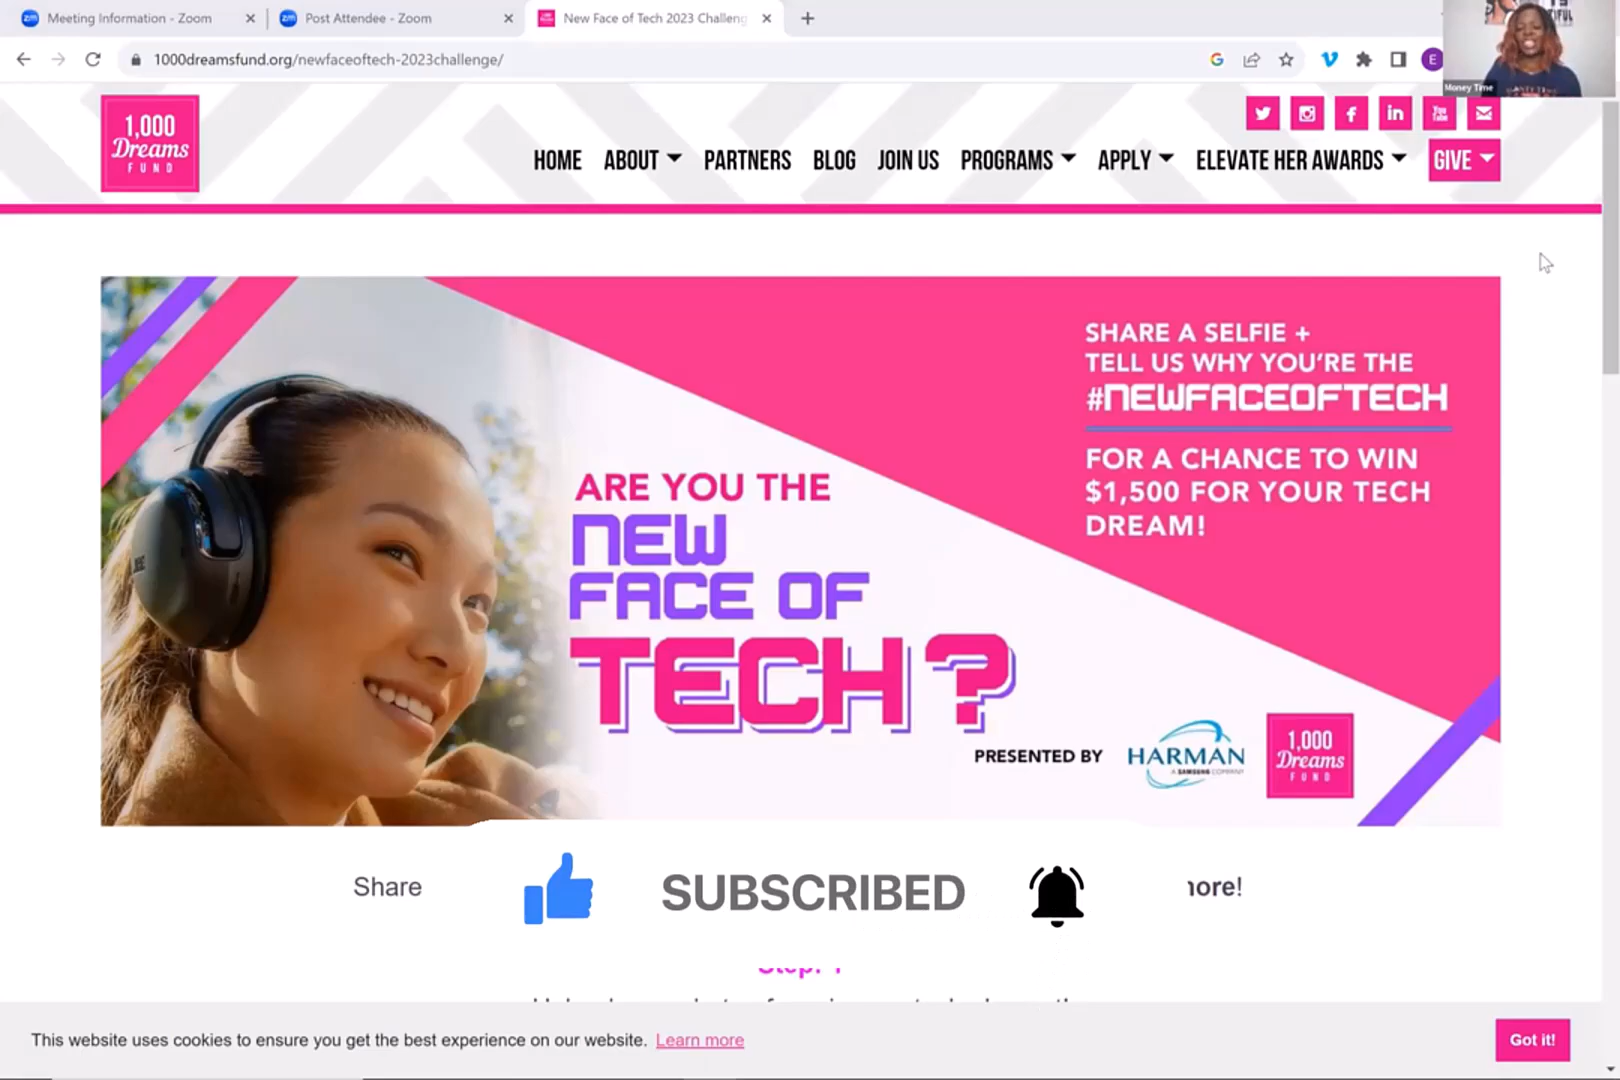 Meeting Information - Zoom
Post Attendee - Zoom
New Face of Tech 2023 Challeng
1000dreamsfund.org/newfaceoftech-2023challenge/
E
Money Time
1,000
Dreams
FUND
HOME ABOUT PARTNERS BLOG JOIN US PROGRAMS APPLY ELEVATE HER AWARDS GIVE
SHARE A SELFIE +
TELL US WHY YOU'RE THE
#NEWFACEOFTECH
FOR A CHANCE TO WIN
$1,500 FOR YOUR TECH
DREAM!
ARE YOU THE
NEW
FACE OF
TECH?
PRESENTED BY
HARMAN
A SAMSUNG COMPANY
1,000
Dreams
FUND
Share
SUBSCRIBED
ore!
This website uses cookies to ensure you get the best experience on our website. Learn more
Got it!